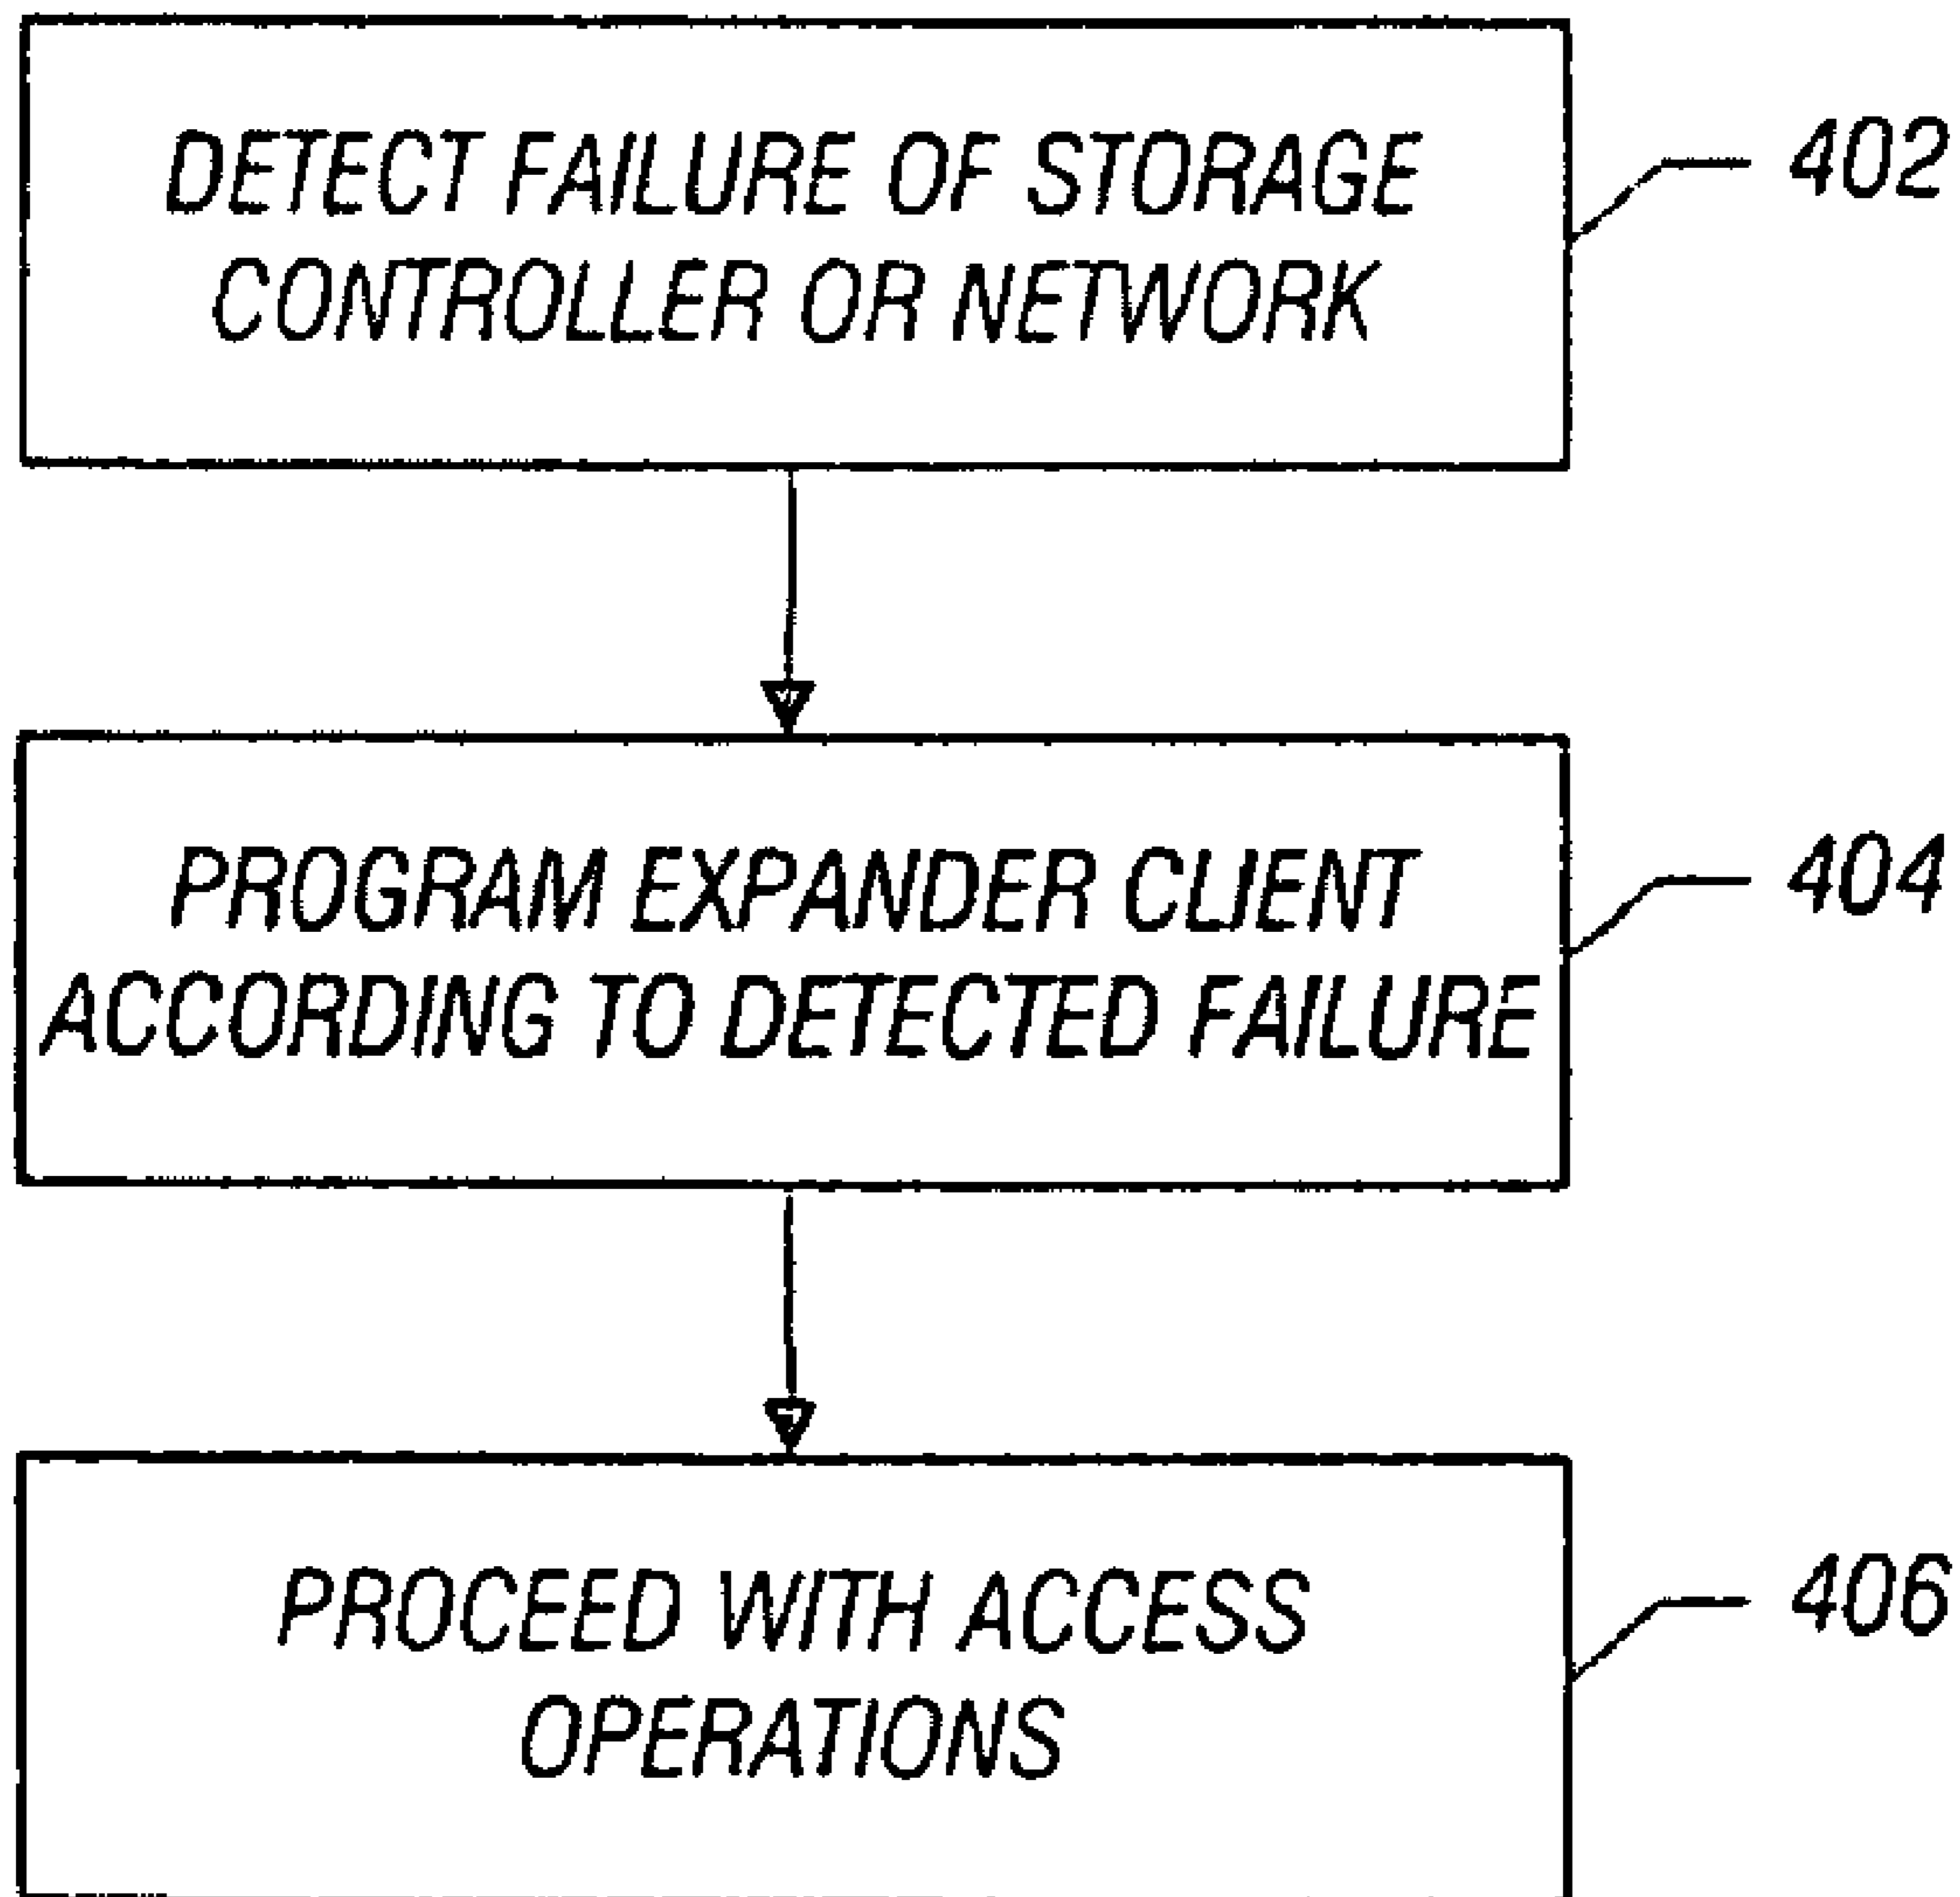 DETECT FAILURE OF STORAGE
CONTROLLER OR NETWORK
402
PROGRAM EXPANDER CLIENT
ACCORDING TO DETECTED FAILURE
404
PROCEED WITH ACCESS
OPERATIONS
406